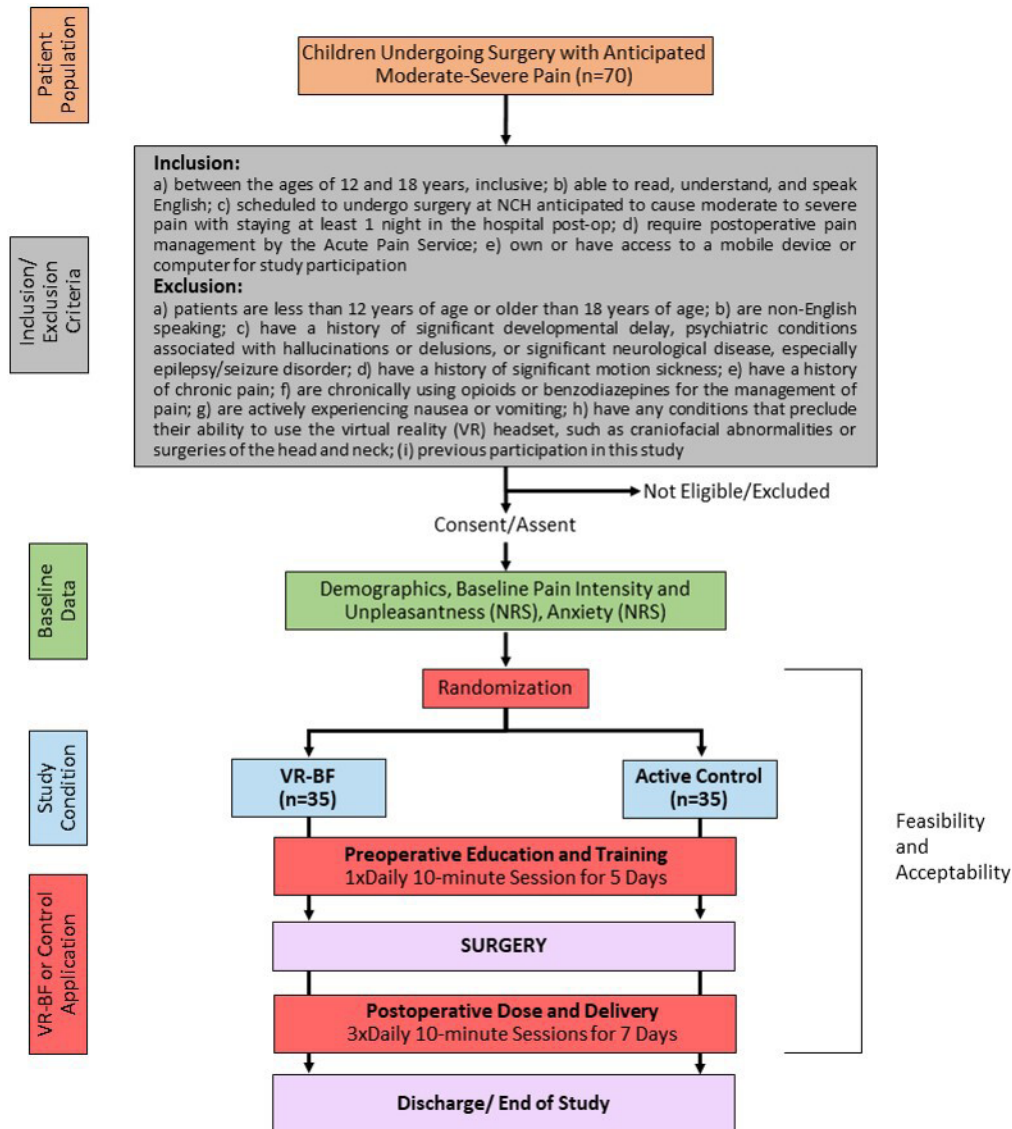 Patient
Population
Children Undergoing Surgery with Anticipated
Moderate-Severe Pain (n=70)
Inclusion/
Exclusion
Criteria
Inclusion:
a) between the ages of 12 and 18 years, inclusive; b) able to read, understand, and speak
English; c) scheduled to undergo surgery at NCH anticipated to cause moderate to severe
pain with staying at least 1 night in the hospital post-op; d) require postoperative pain
management by the Acute Pain Service; e) own or have access to a mobile device or
computer for study participation
Exclusion:
a) patients are less than 12 years of age or older than 18 years of age; b) are non-English
speaking; c) have a history of significant developmental delay, psychiatric conditions
associated with hallucinations or delusions, or significant neurological disease, especially
epilepsy/seizure disorder; d) have a history of significant motion sickness; e) have a history
of chronic pain; f) are chronically using opioids or benzodiazepines for the management of
pain; g) are actively experiencing nausea or vomiting; h) have any conditions that preclude
their ability to use the virtual reality (VR) headset, such as craniofacial abnormalities or
surgeries of the head and neck; (i) previous participation in this study
Not Eligible/Excluded
Consent/Assent
Baseline
Data
Demographics, Baseline Pain Intensity and
Unpleasantness (NRS), Anxiety (NRS)
Randomization
Study
Condition
VR-BF
(n=35)
Active Control
(n=35)
Feasibility
and
Acceptability
VR-BF or Control
Application
Preoperative Education and Training
1xDaily 10-minute Session for 5 Days
SURGERY
Postoperative Dose and Delivery
3xDaily 10-minute Sessions for 7 Days
Discharge/ End of Study